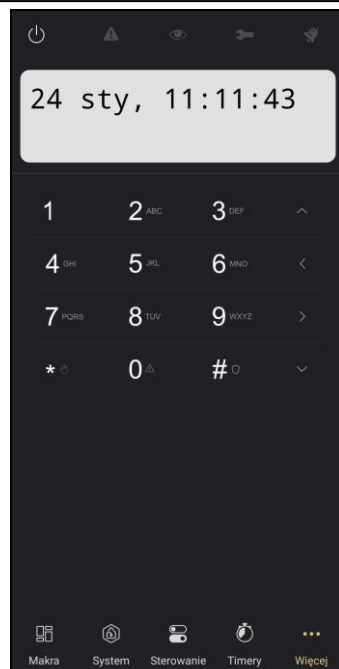 24 sty, 11:11:43
1 2 ABC 3 DEF
4 GHI 5 JKL 6 MNO
7 PQRS 8 TUV 9 WXYZ
* 0 #
Makra System Sterowanie Timery Więcej